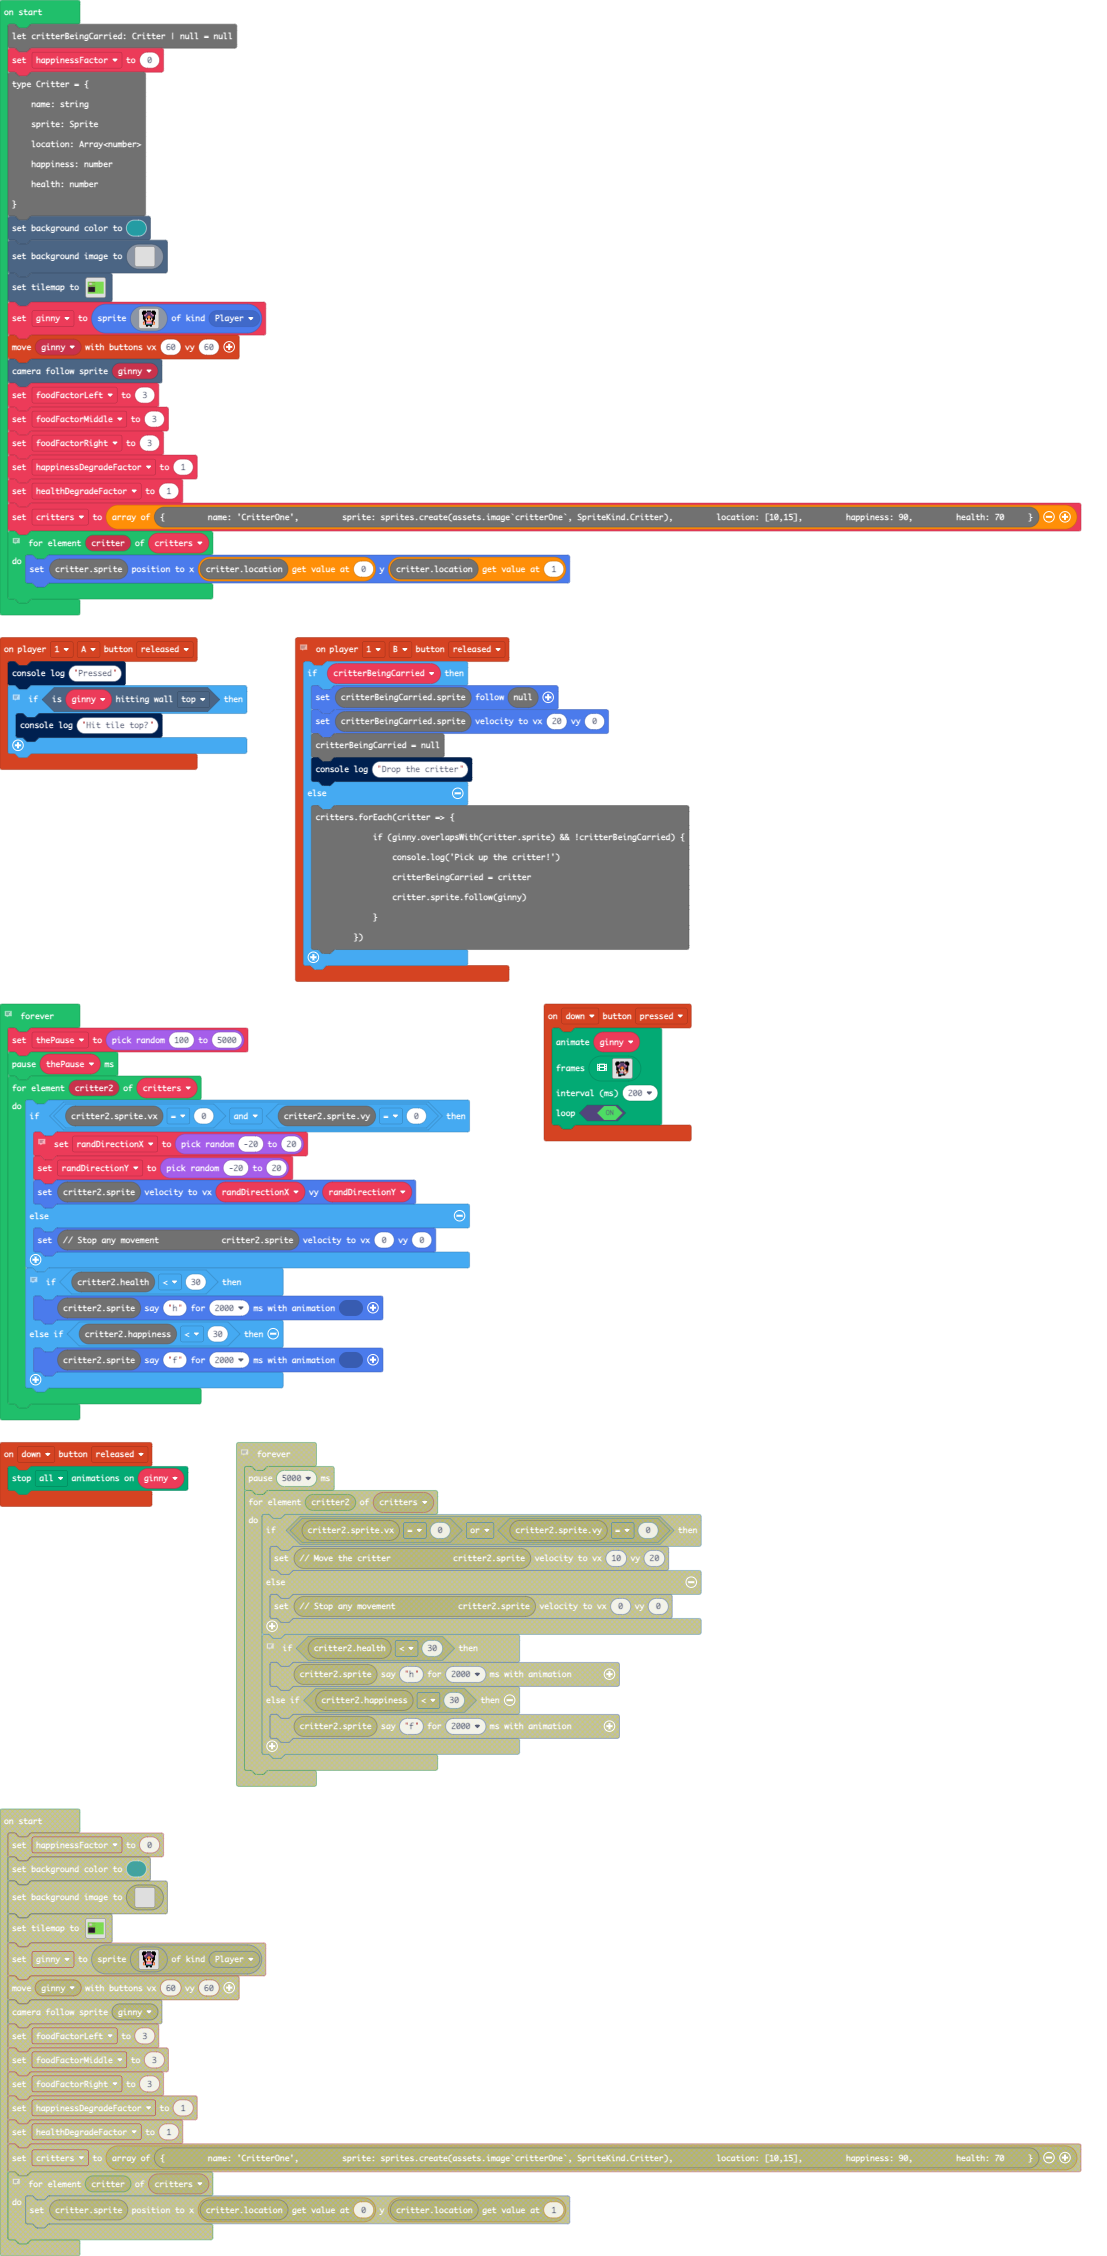 on start
let critterBeingCarried: Critter | null = null
set happinessFactor to 0
type Critter = {
name: string
sprite: Sprite
location: Array<number>
happiness: number
health: number
}
set background color to
set background image to
set tilemap to
set ginny to sprite of kind Player
move ginny with buttons vx 60 vy 60
camera follow sprite ginny
set foodFactorLeft to 3
set foodFactorMiddle to 3
set foodFactorRight to 3
set happinessDegradeFactor to 1
set healthDegradeFactor to 1
set critters to array of { name: 'CritterOne', sprite: sprites.create(assets.image`critterOne`, SpriteKind.Critter), location: [10,15], happiness: 90, health: 70 }
for element critter of critters
do set critter.sprite position to x critter.location get value at 0 y critter.location get value at 1
on player 1 A button released
console log "Pressed"
if is ginny hitting wall top then
console log "Hit tile top?"
on player 1 B button released
if critterBeingCarried then
set critterBeingCarried.sprite follow null
set critterBeingCarried.sprite velocity to vx 20 vy 0
critterBeingCarried = null
console log "Drop the critter"
else
critters.forEach(critter => {
if (ginny.overlapsWith(critter.sprite) && !critterBeingCarried) {
console.log("Pick up the critter!")
critterBeingCarried = critter
critter.sprite.follow(ginny)
}
})
forever
set thePause to pick random 100 to 5000
pause thePause ms
for element critter2 of critters
do if critter2.sprite.vx = 0 and critter2.sprite.vy = 0 then
set randDirectionX to pick random -20 to 20
set randDirectionY to pick random -20 to 20
set critter2.sprite velocity to vx randDirectionX vy randDirectionY
else
set // Stop any movement critter2.sprite velocity to vx 0 vy 0
if critter2.health < 30 then
critter2.sprite say "h" for 2000 ms with animation
else if critter2.happiness < 30 then
critter2.sprite say "f" for 2000 ms with animation
on down button pressed
animate ginny
frames
interval (ms) 200
loop ON
on down button released
stop all animations on ginny
forever
pause 5000 ms
for element critter2 of critters
do if critter2.sprite.vx = 0 or critter2.sprite.vy = 0 then
set // Move the critter critter2.sprite velocity to vx 10 vy 20
else
set // Stop any movement critter2.sprite velocity to vx 0 vy 0
if critter2.health < 30 then
critter2.sprite say "h" for 2000 ms with animation
else if critter2.happiness < 30 then
critter2.sprite say "f" for 2000 ms with animation
on start
set happinessFactor to 0
set background color to
set background image to
set tilemap to
set ginny to sprite of kind Player
move ginny with buttons vx 60 vy 60
camera follow sprite ginny
set foodFactorLeft to 3
set foodFactorMiddle to 3
set foodFactorRight to 3
set happinessDegradeFactor to 1
set healthDegradeFactor to 1
set critters to array of { name: 'CritterOne', sprite: sprites.create(assets.image`critterOne`, SpriteKind.Critter), location: [10,15], happiness: 90, health: 70 }
for element critter of critters
do set critter.sprite position to x critter.location get value at 0 y critter.location get value at 1